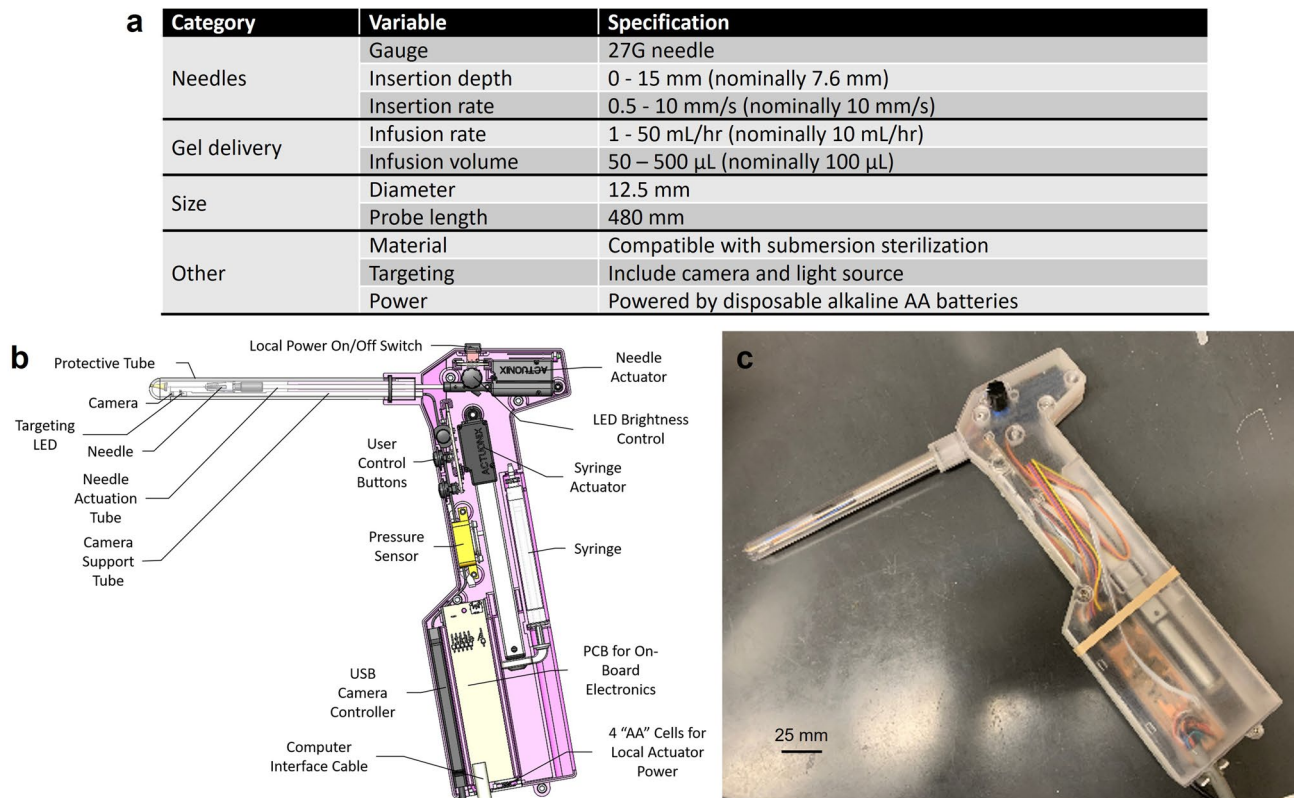 a
Category Variable Specification
Needles
Gauge 27G needle
Insertion depth 0 - 15 mm (nominally 7.6 mm)
Insertion rate 0.5 - 10 mm/s (nominally 10 mm/s)
Gel delivery
Infusion rate 1 - 50 mL/hr (nominally 10 mL/hr)
Infusion volume 50 – 500 µL (nominally 100 µL)
Size
Diameter 12.5 mm
Probe length 480 mm
Other
Material Compatible with submersion sterilization
Targeting Include camera and light source
Power Powered by disposable alkaline AA batteries
b
Local Power On/Off Switch
Protective Tube
Needle
Actuator
ACTUONIX
Camera
Targeting
LED
LED Brightness
Control
Needle
User
Control
Buttons
ACTUONIX
Syringe
Actuator
Needle
Actuation
Tube
Camera
Support
Tube
Pressure
Sensor
Syringe
USB
Camera
Controller
PCB for On-
Board
Electronics
Computer
Interface Cable
4 “AA” Cells for
Local Actuator
Power
c
25 mm